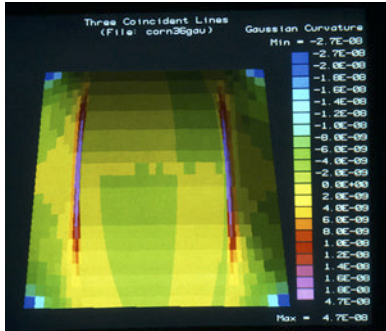 Three Coincident Lines
(File: corn36gau)
Gaussian Curvature
Min = -2.7E-08
-2.7E-08
-2.0E-08
-1.8E-08
-1.6E-08
-1.4E-08
-1.2E-08
-8.0E-09
-6.0E-09
-4.0E-09
-2.0E-09
0.0E+00
2.0E-09
4.0E-09
6.0E-09
8.0E-09
1.0E-08
1.2E-08
1.4E-08
1.6E-08
1.8E-08
4.7E-08
Max = 4.7E-08